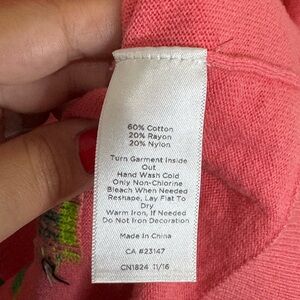 60% Cotton
20% Rayon
20% Nylon
Turn Garment Inside
Out
Hand Wash Cold
Only Non-Chlorine
Bleach When Needed
Reshape, Lay Flat To
Dry
Warm Iron, If Needed
Do Not Iron Decoration
Made In China
CA #23147
CN1824 11/16